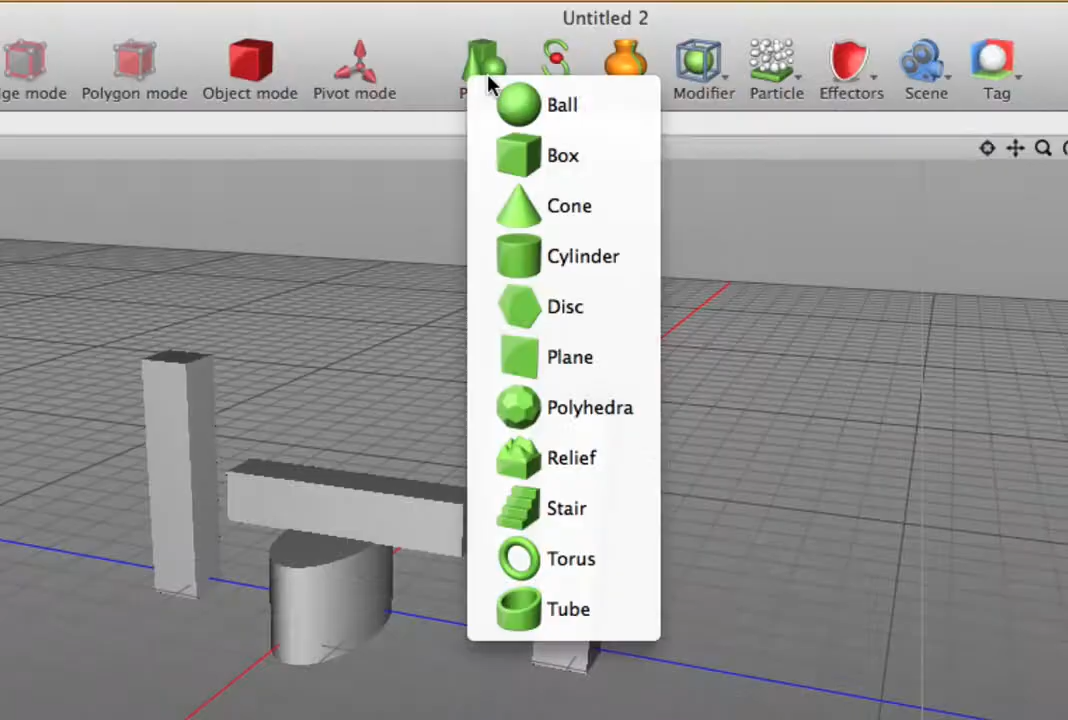 Untitled 2
ge mode
Polygon mode
Object mode
Pivot mode
Modifier
Particle
Effectors
Scene
Tag
Ball
Box
Cone
Cylinder
Disc
Plane
Polyhedra
Relief
Stair
Torus
Tube